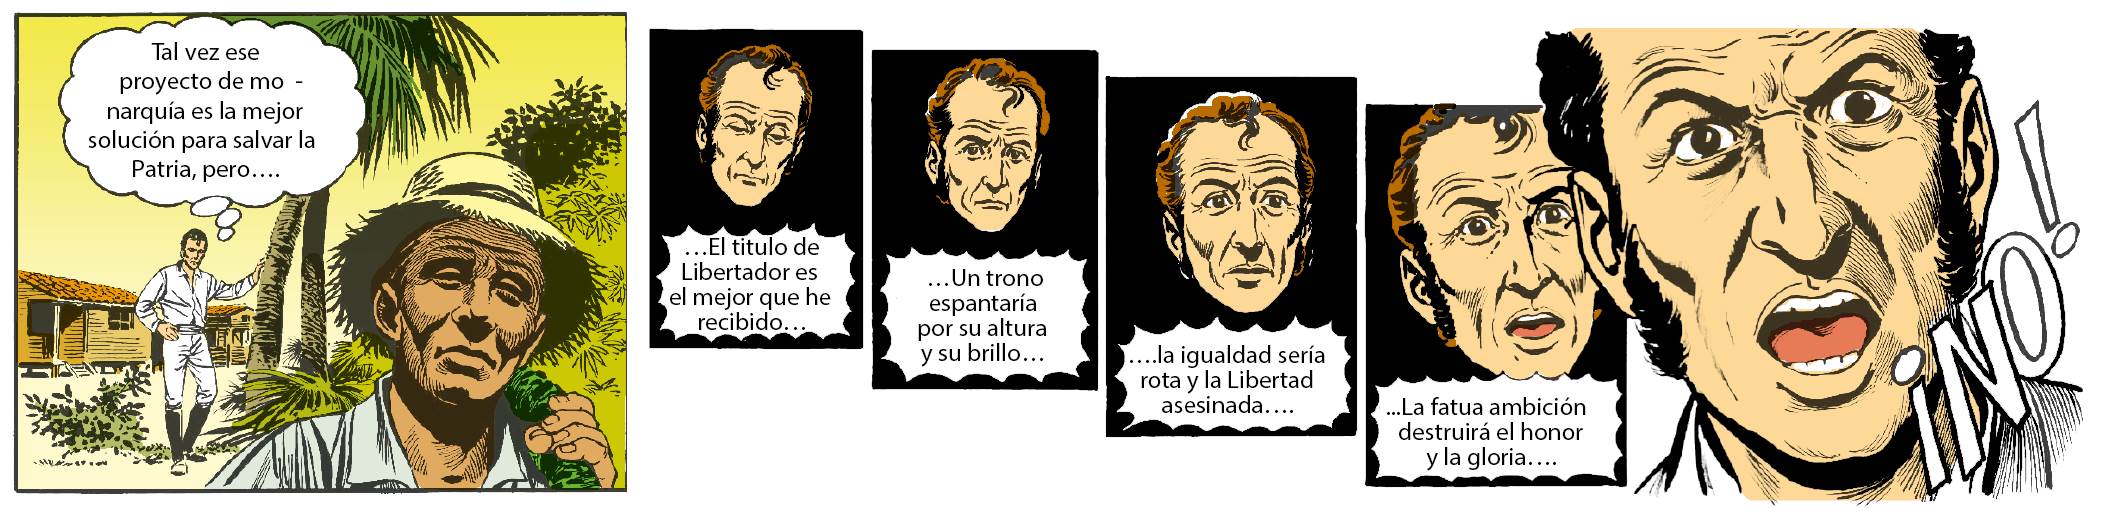 Tal vez ese
proyecto de mo -
narquía es la mejor
solución para salvar la
Patria, pero….
…El titulo de
Libertador es
el mejor que he
recibido…
…Un trono
espantaría
por su altura
y su brillo…
….la igualdad sería
rota y la Libertad
asesinada….
...La fatua ambición
destruirá el honor
y la gloria….
¡NO!